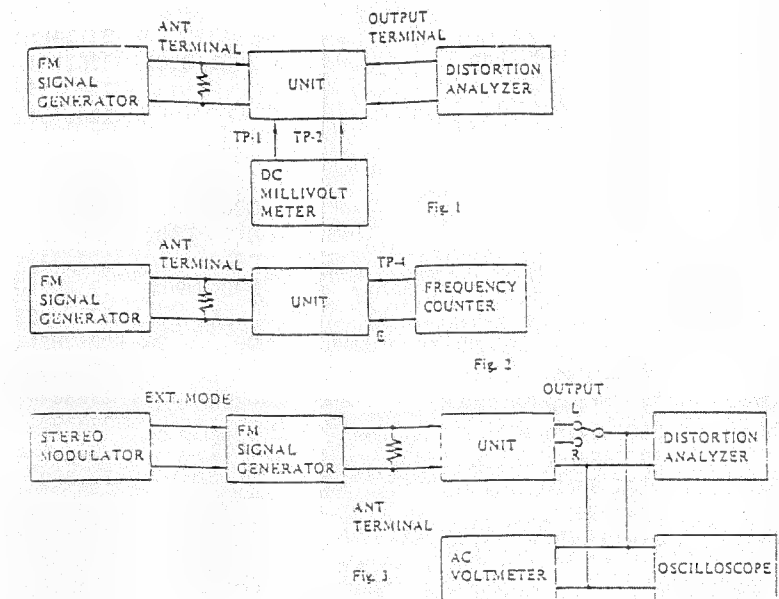 ANT
TERMINAL
OUTPUT
TERMINAL
FM
SIGNAL
GENERATOR
UNIT
DISTORTION
ANALYZER
TP-1
TP-2
DC
MILLIVOLT
METER
Fig. 1
ANT
TERMINAL
FM
SIGNAL
GENERATOR
UNIT
TP-4
E
FREQUENCY
COUNTER
Fig. 2
EXT. MODE
OUTPUT
STEREO
MODULATOR
FM
SIGNAL
GENERATOR
UNIT
L
R
DISTORTION
ANALYZER
ANT
TERMINAL
Fig. 3
AC
VOLTMETER
OSCILLOSCOPE